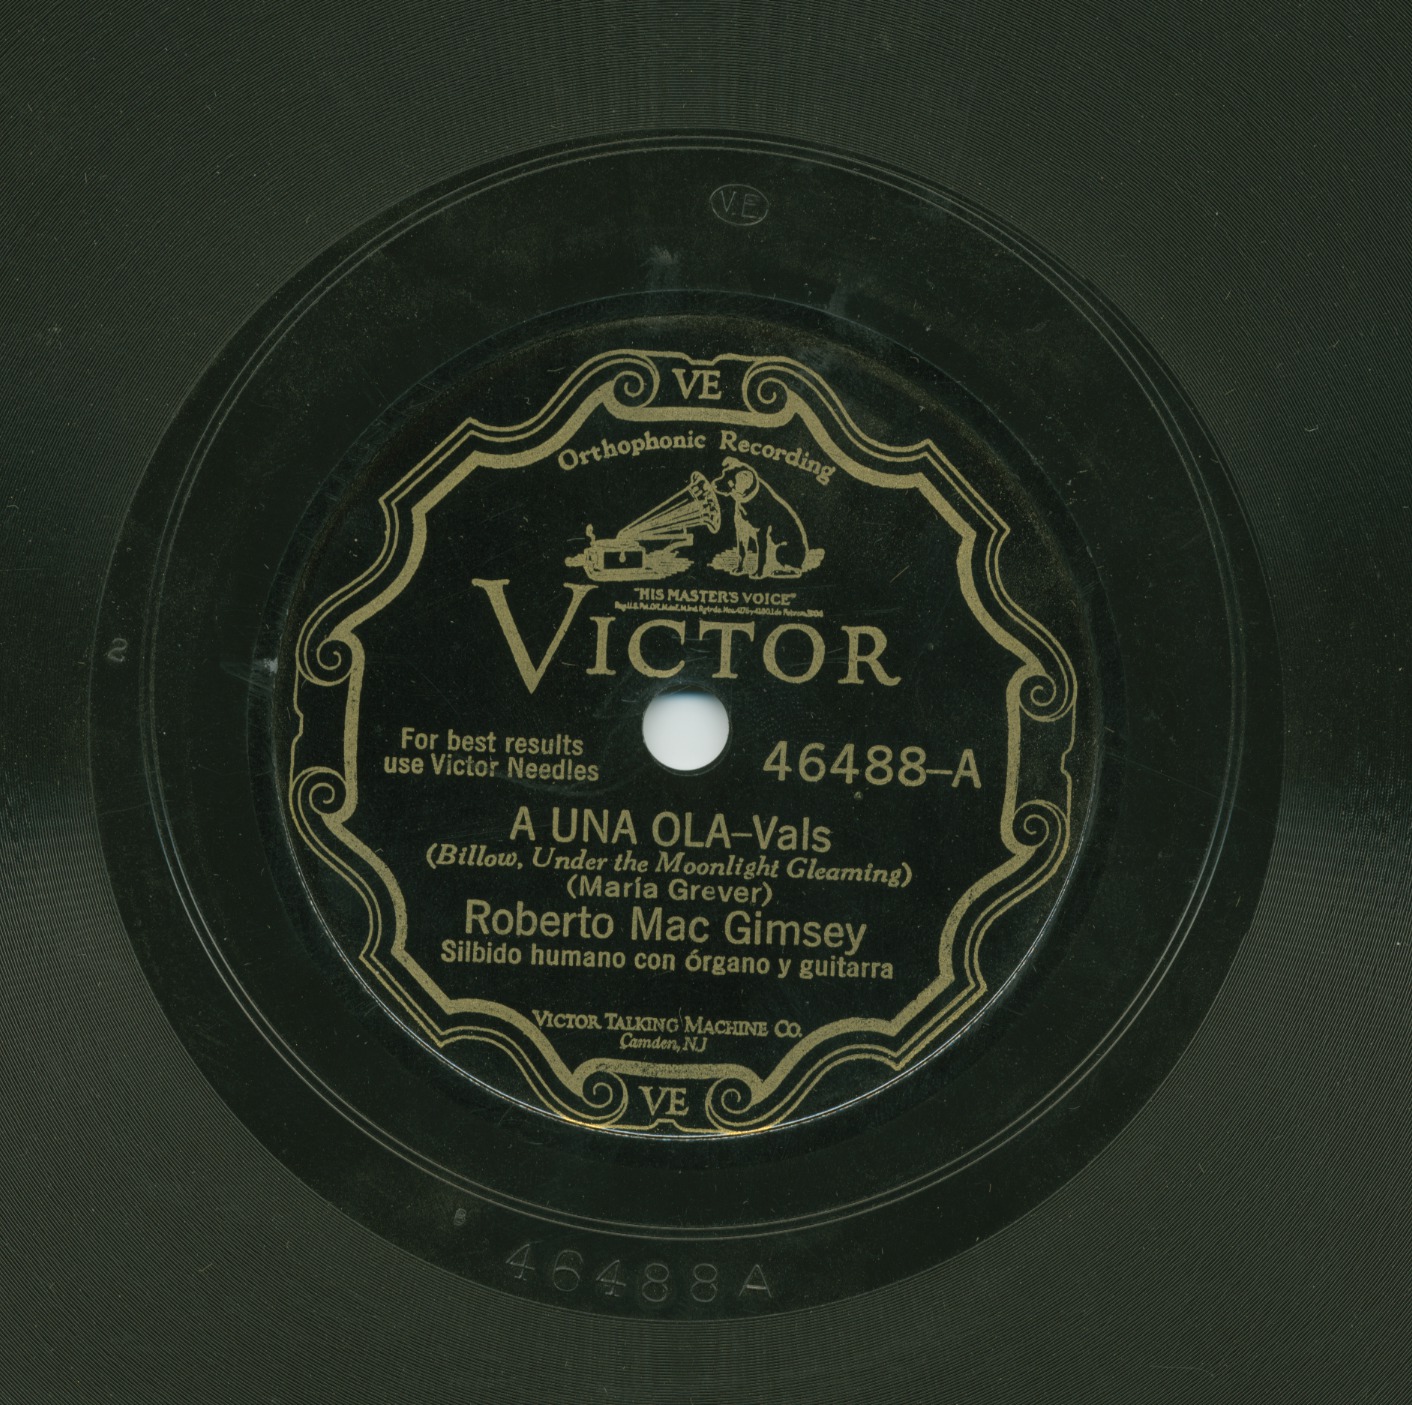 V.E
VE
Orthophonic Recording
"HIS MASTER'S VOICE"
VICTOR
For best results
use Victor Needles
46488-A
A UNA OLA-Vals
(Billow, Under the Moonlight Gleaming)
(María Grever)
Roberto Mac Gimsey
Silbido humano con órgano y guitarra
VICTOR TALKING MACHINE CO.
Camden, N.J
VE
2
46488A